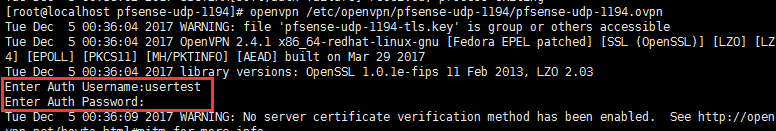 [root@localhost pfsense-udp-1194]# openvpn /etc/openvpn/pfsense-udp-1194/pfsense-udp-1194.ovpn
Tue Dec  5 00:36:04 2017 WARNING: file 'pfsense-udp-1194-tls.key' is group or others accessible
Tue Dec  5 00:36:04 2017 OpenVPN 2.4.1 x86_64-redhat-linux-gnu [Fedora EPEL patched] [SSL (OpenSSL)] [LZO] [LZ
4] [EPOLL] [PKCS11] [MH/PKTINFO] [AEAD] built on Mar 29 2017
Tue Dec  5 00:36:04 2017 library versions: OpenSSL 1.0.1e-fips 11 Feb 2013, LZO 2.03
Enter Auth Username:usertest
Enter Auth Password:
Tue Dec  5 00:36:09 2017 WARNING: No server certificate verification method has been enabled.  See http://open
vpn.net/howto.html#mitm for more info.